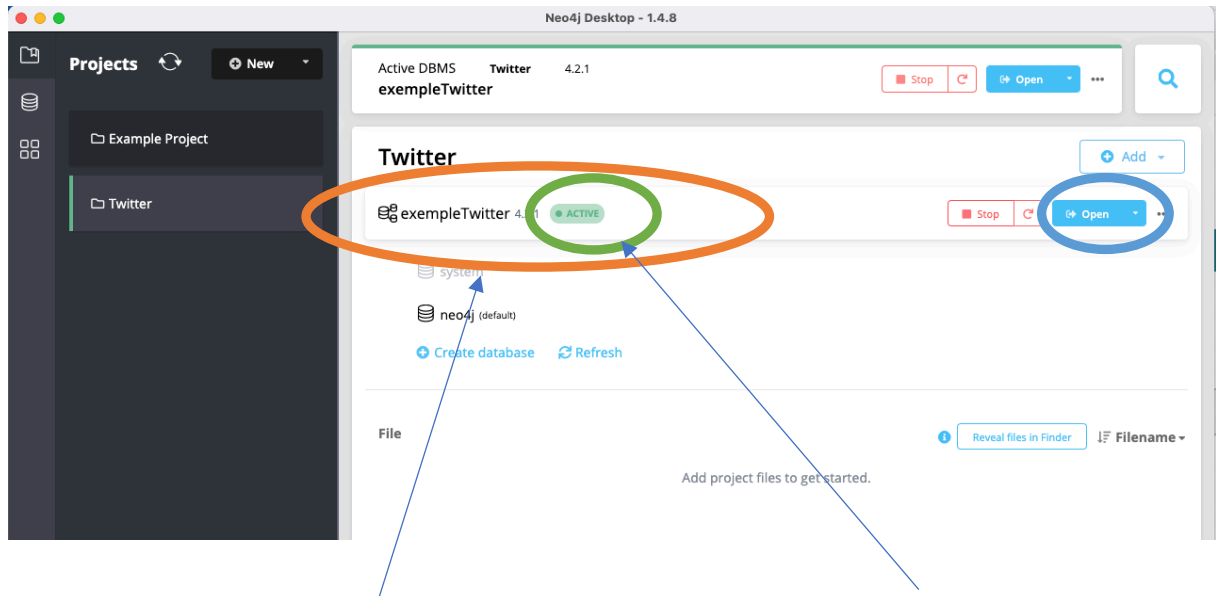 Neo4j Desktop - 1.4.8
Projects
New
Example Project
Twitter
Active DBMS Twitter 4.2.1
exempleTwitter
Stop
Open
Twitter
Add
exempleTwitter
ACTIVE
Stop
Open
system
neo4j (default)
Create database Refresh
File
Reveal files in Finder
Filename
Add project files to get started.